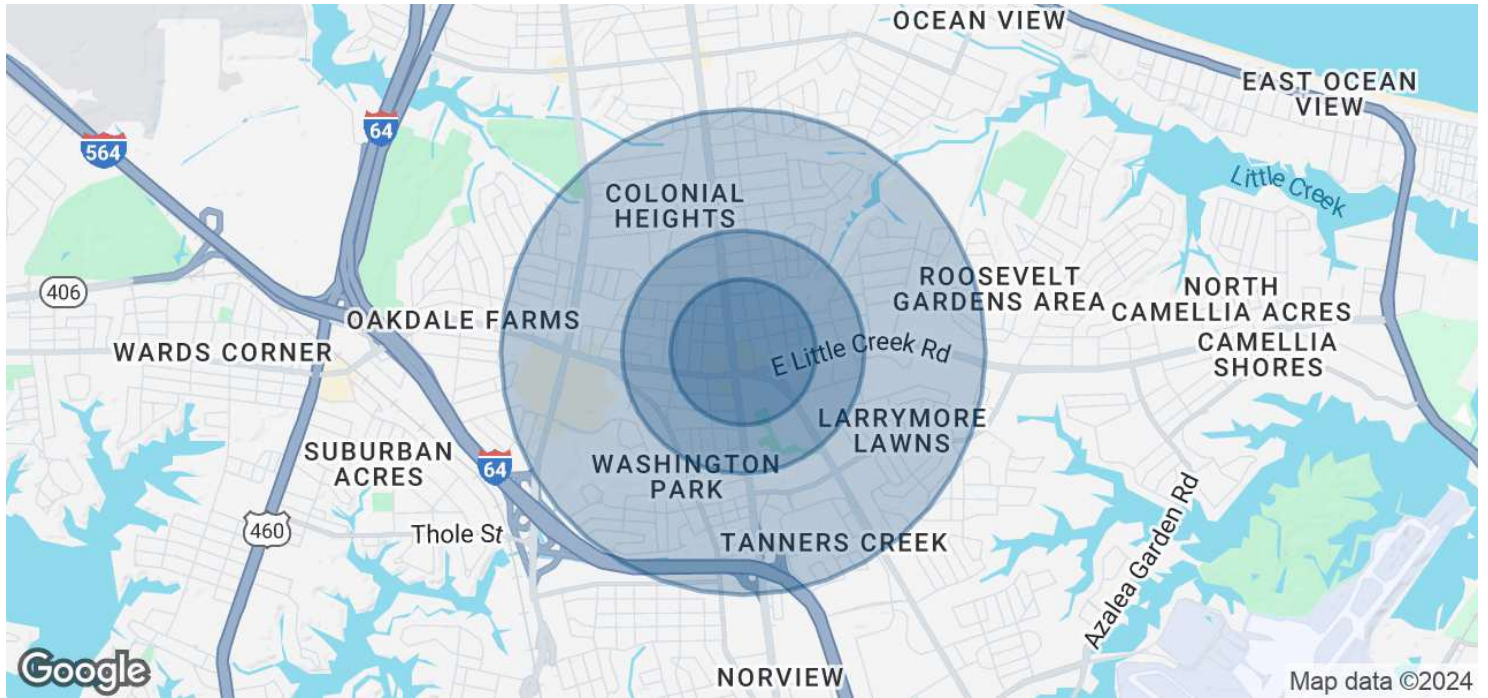 OCEAN VIEW
EAST OCEAN
VIEW
64
564
Little Creek
COLONIAL
HEIGHTS
ROOSEVELT
GARDENS AREA
NORTH
CAMELLIA ACRES
406
OAKDALE FARMS
E Little Creek Rd
WARDS CORNER
CAMELLIA
SHORES
LARRYMORE
LAWNS
SUBURBAN
ACRES
64
WASHINGTON
PARK
460
Thole St
TANNERS CREEK
Azalea Garden Rd
NORVIEW
Google
Map data ©2024